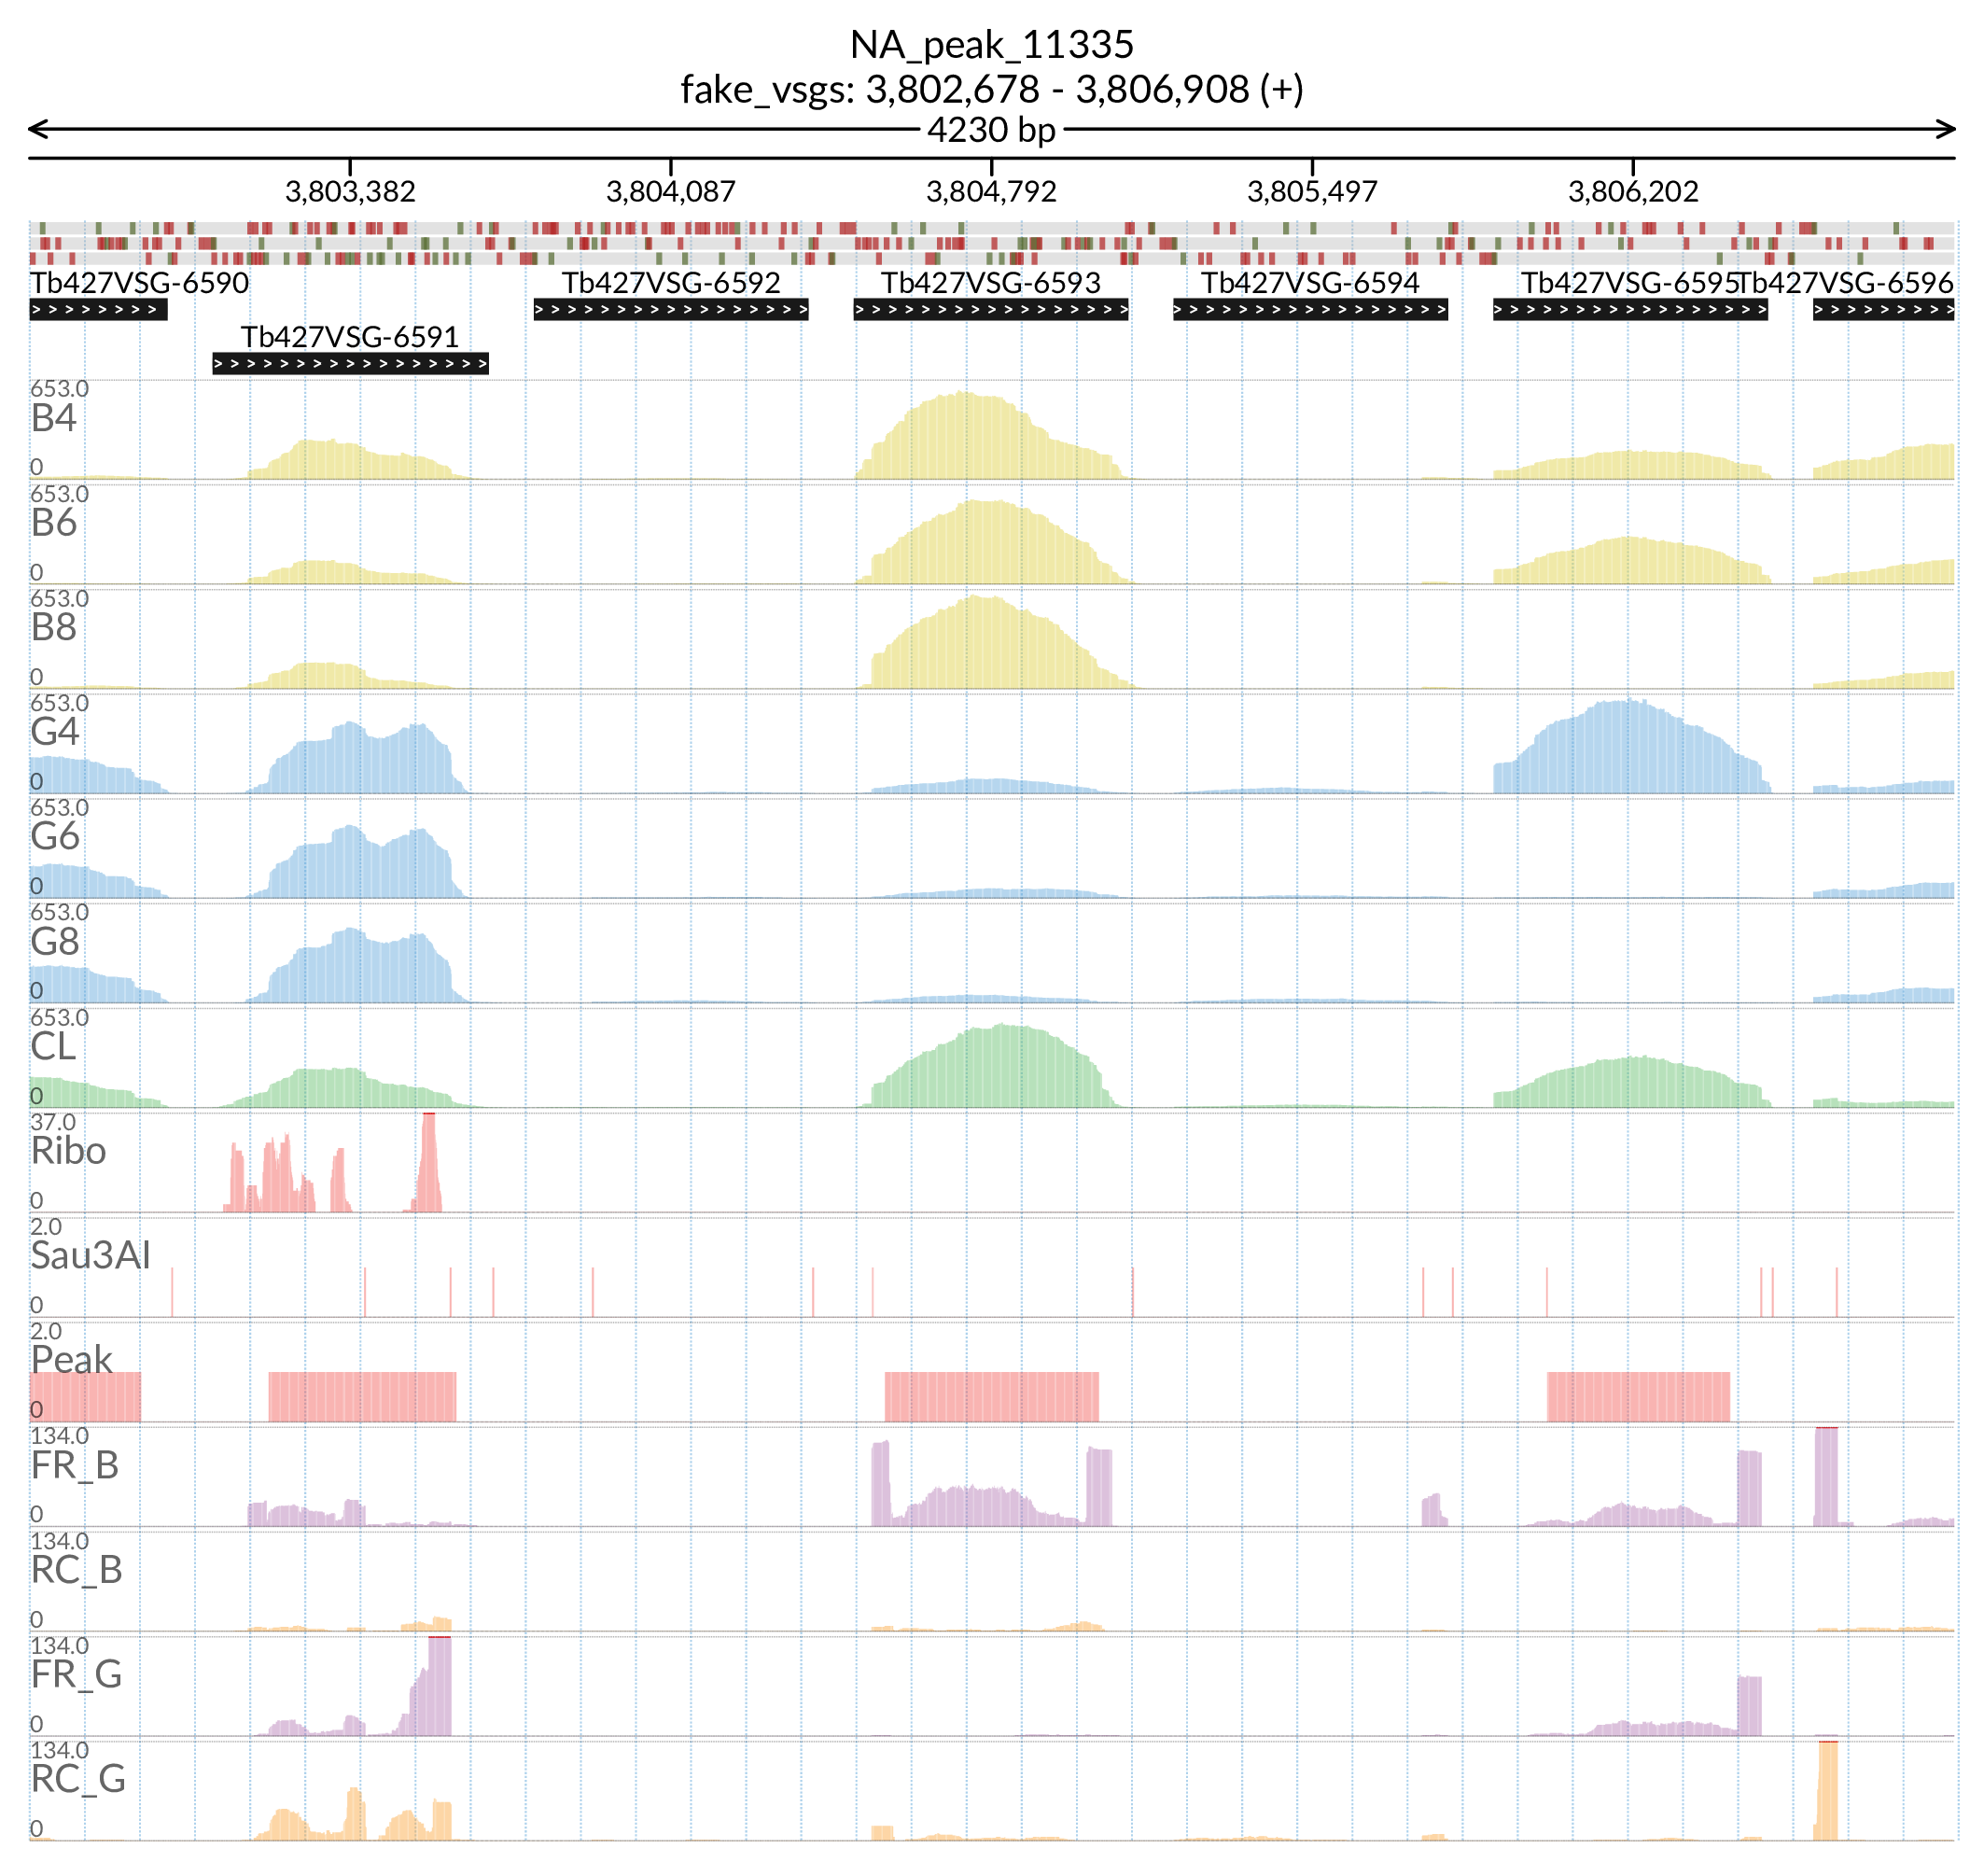 NA_peak_11335
fake_vsgs: 3,802,678 - 3,806,908 (+)
4230 bp
3,803,382 3,804,087 3,804,792 3,805,497 3,806,202
Tb427VSG-6590 Tb427VSG-6592 Tb427VSG-6593 Tb427VSG-6594 Tb427VSG-6595 Tb427VSG-6596
Tb427VSG-6591
653.0
B4
0
653.0
B6
0
653.0
B8
0
653.0
G4
0
653.0
G6
0
653.0
G8
0
653.0
CL
0
37.0
Ribo
0
2.0
Sau3AI
0
2.0
Peak
0
134.0
FR_B
0
134.0
RC_B
0
134.0
FR_G
0
134.0
RC_G
0